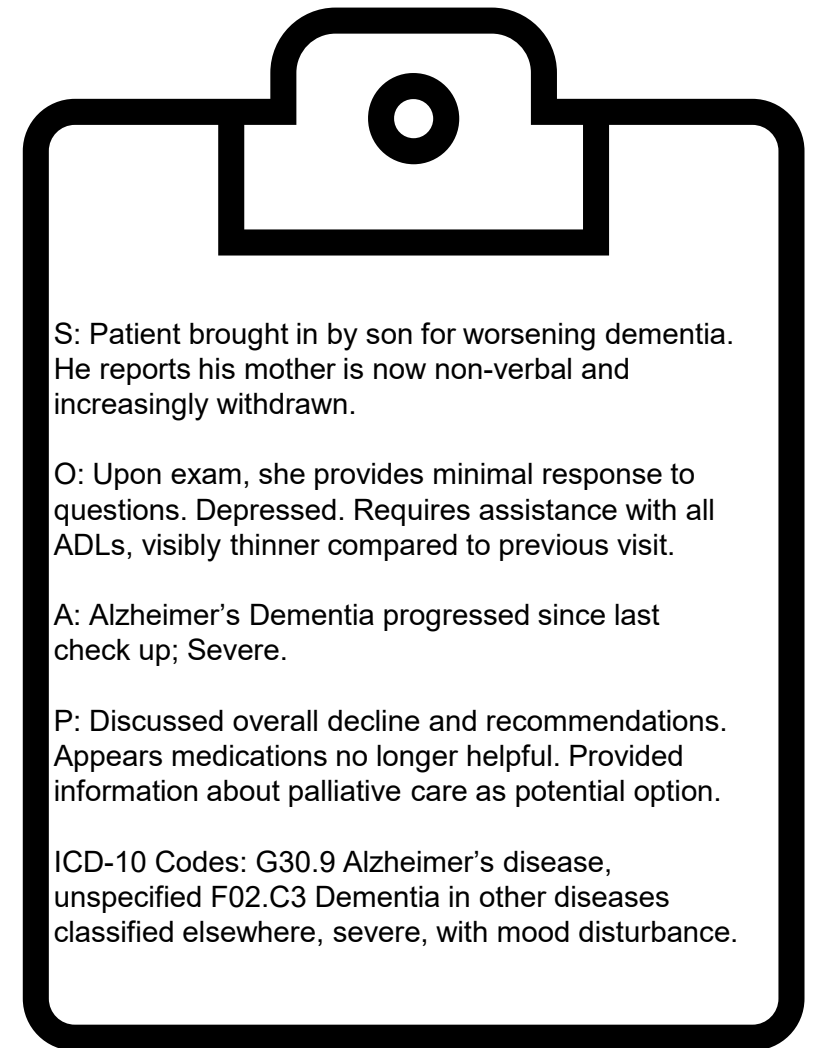 S: Patient brought in by son for worsening dementia.
He reports his mother is now non-verbal and
increasingly withdrawn.
O: Upon exam, she provides minimal response to
questions. Depressed. Requires assistance with all
ADLs, visibly thinner compared to previous visit.
A: Alzheimer’s Dementia progressed since last
check up; Severe.
P: Discussed overall decline and recommendations.
Appears medications no longer helpful. Provided
information about palliative care as potential option.
ICD-10 Codes: G30.9 Alzheimer’s disease,
unspecified F02.C3 Dementia in other diseases
classified elsewhere, severe, with mood disturbance.